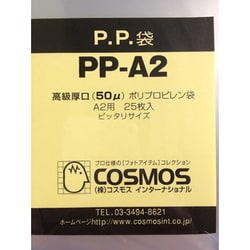 P.P.袋
PP-A2
高級厚口(50μ)ポリプロピレン袋
A2用 25枚入
ピッタリサイズ
プロ仕様の[フォトアイテム]コレクション
COSMOS
(株)コスモス インターナショナル
TEL.03-3494-8621
ホームページhttp://www.cosmosint.co.jp/